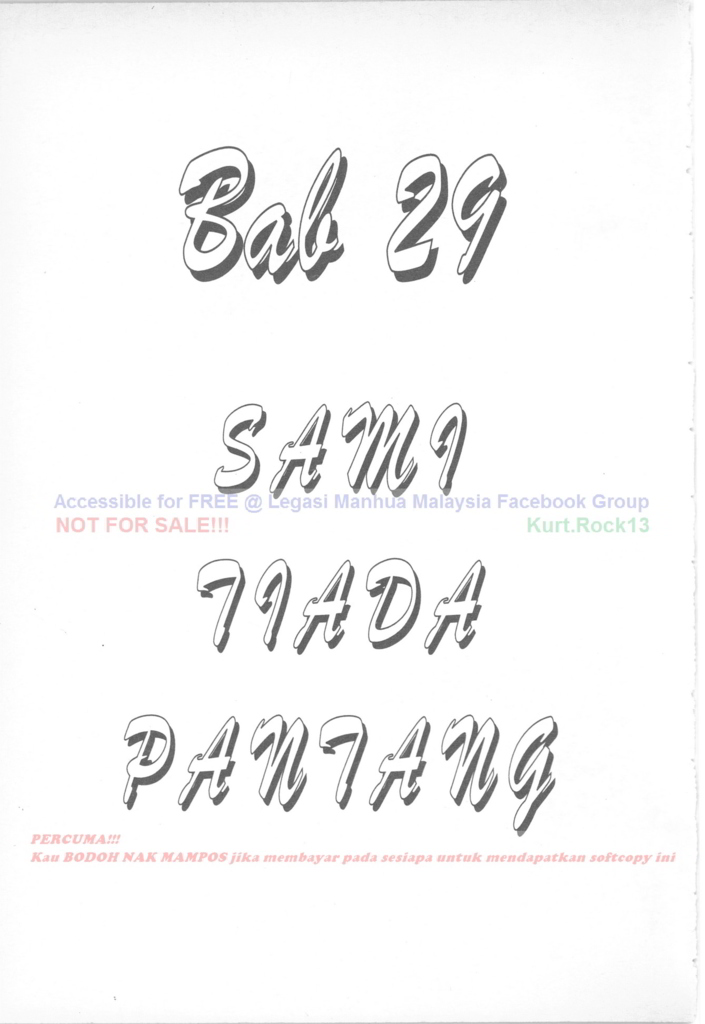 Bab 29
SAMI
Accessible for FREE @ Legasi Manhua Malaysia Facebook Group
NOT FOR SALE!!! Kurt.Rock13
TIADA
PANTANG
PERCUMA!!!
Kau BODOH NAK MAMPOS jika membayar pada sesiapa untuk mendapatkan softcopy ini